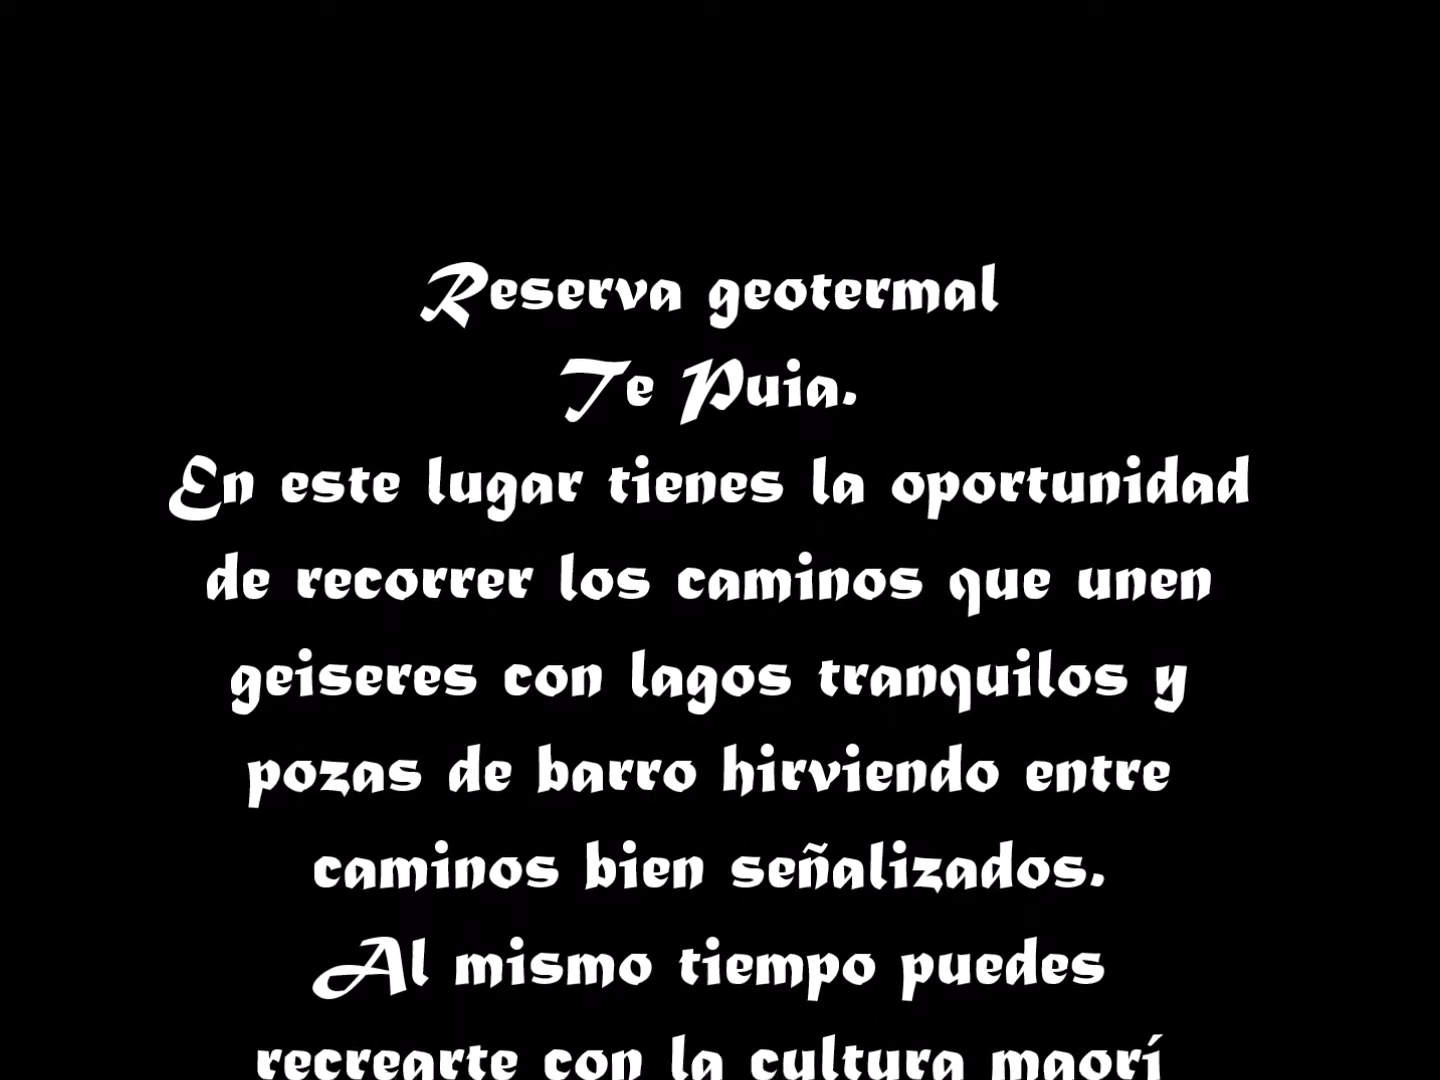 Reserva geotermal
Te Puia.
En este lugar tienes la oportunidad
de recorrer los caminos que unen
geiseres con lagos tranquilos y
pozas de barro hirviendo entre
caminos bien señalizados.
Al mismo tiempo puedes
recrearte con la cultura maorí